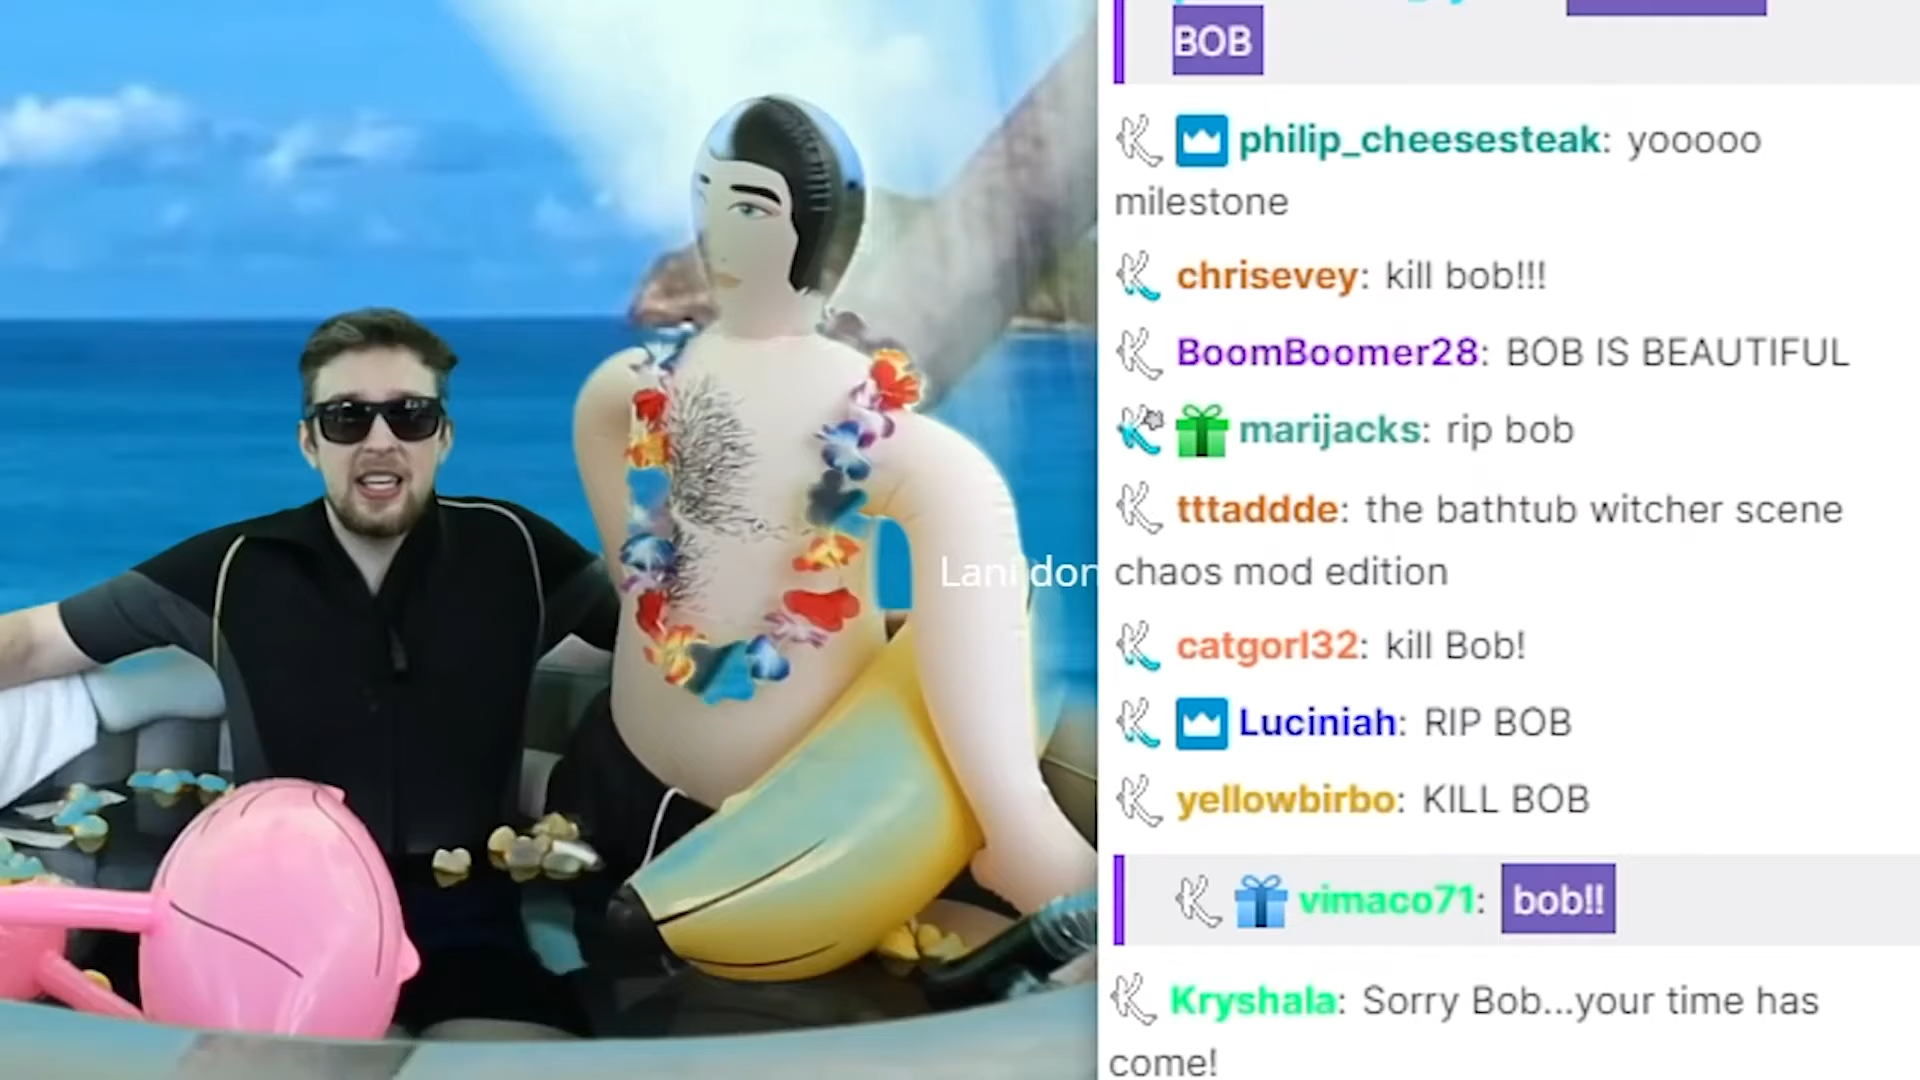 BOB
philip_cheesesteak: yooooo
milestone
chrisevey: kill bob!!!
BoomBoomer28: BOB IS BEAUTIFUL
marijacks: rip bob
tttaddde: the bathtub witcher scene
chaos mod edition
catgorl32: kill Bob!
Luciniah: RIP BOB
yellowbirbo: KILL BOB
vimaco71: bob!!
Kryshala: Sorry Bob...your time has
come!
Lani don